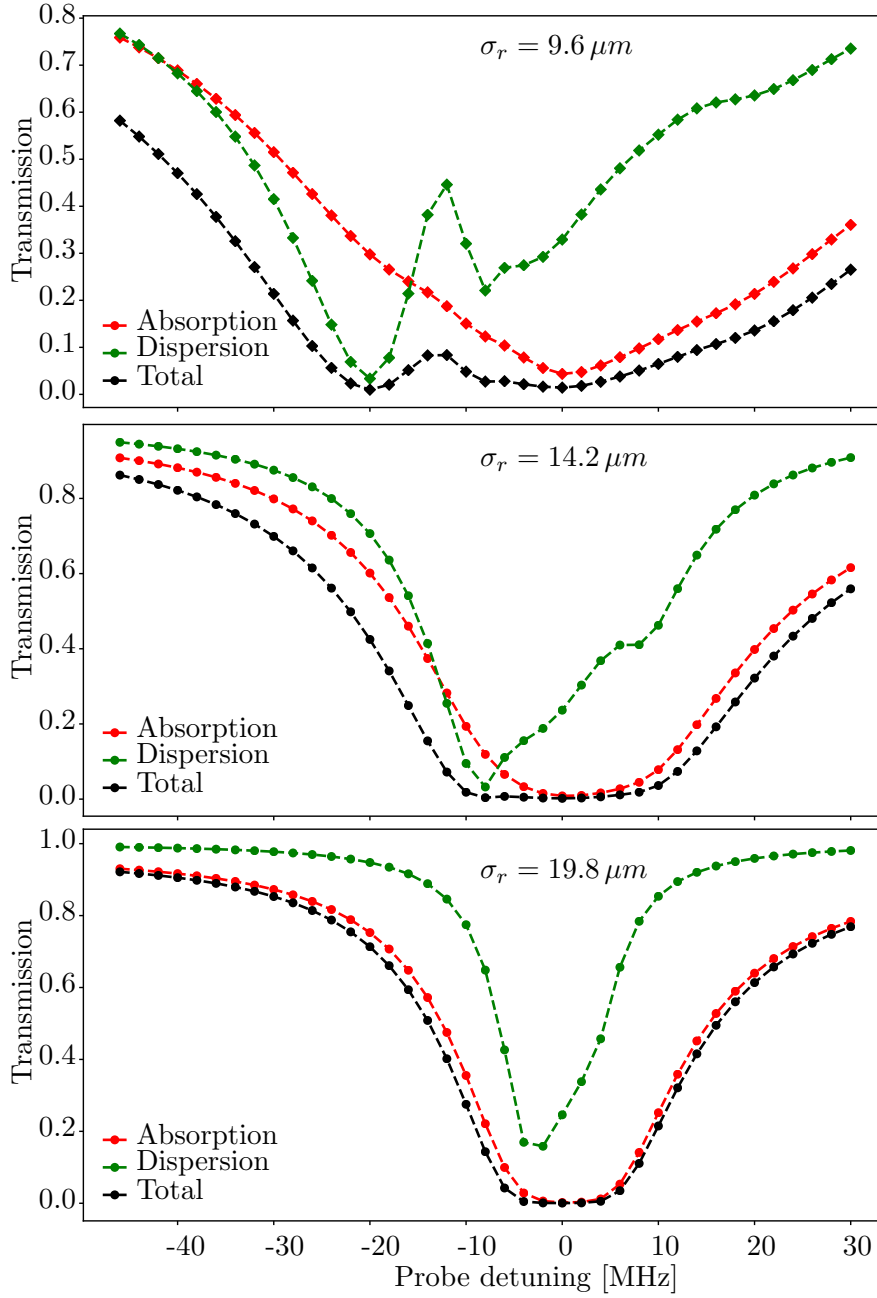 0.8
σ_r = 9.6 μm
0.7
0.6
0.5
0.4
0.3
0.2
0.1
0.0
Transmission
Absorption
Dispersion
Total
σ_r = 14.2 μm
0.8
0.6
0.4
0.2
0.0
Transmission
Absorption
Dispersion
Total
1.0
σ_r = 19.8 μm
0.8
0.6
0.4
0.2
0.0
Transmission
Absorption
Dispersion
Total
-40 -30 -20 -10 0 10 20 30
Probe detuning [MHz]